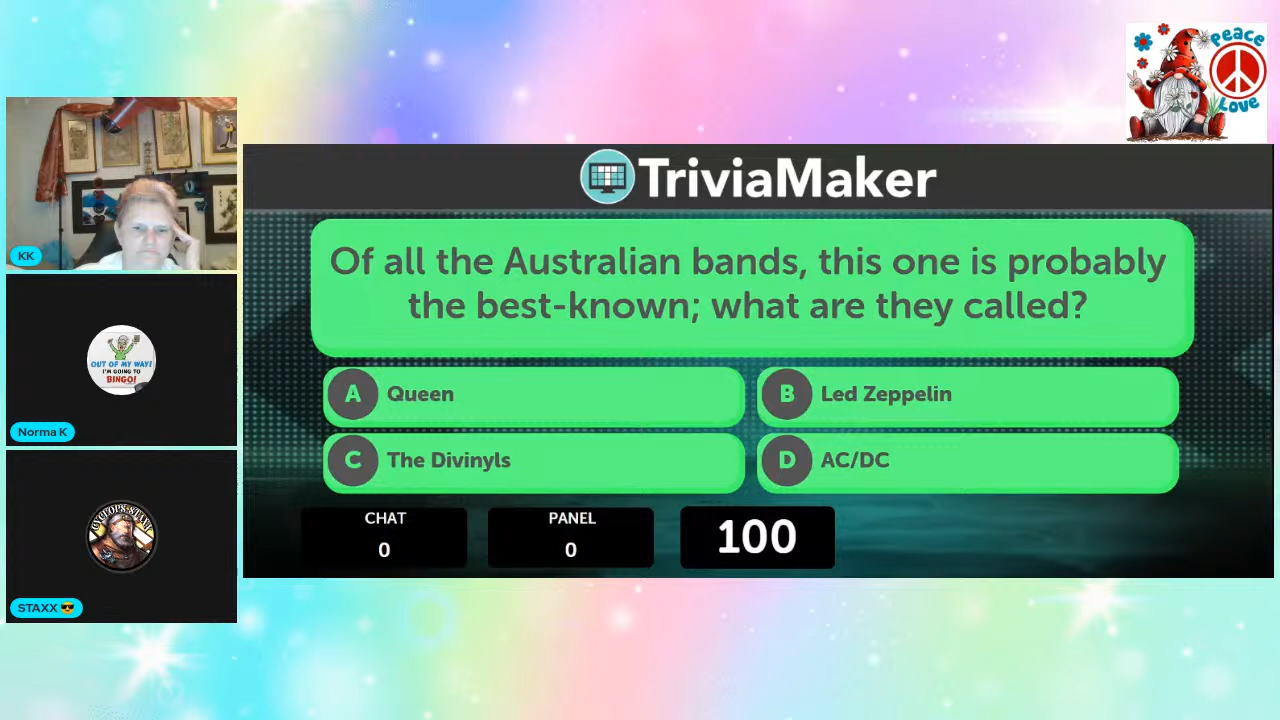 Peace
Love
TriviaMaker
Of all the Australian bands, this one is probably
the best-known; what are they called?
A Queen
B Led Zeppelin
C The Divinyls
D AC/DC
CHAT
0
PANEL
0
100
KK
OUT OF MY WAY!
I'M GOING TO
BINGO!
Norma K
CYCLOPS STAXX
STAXX 😎